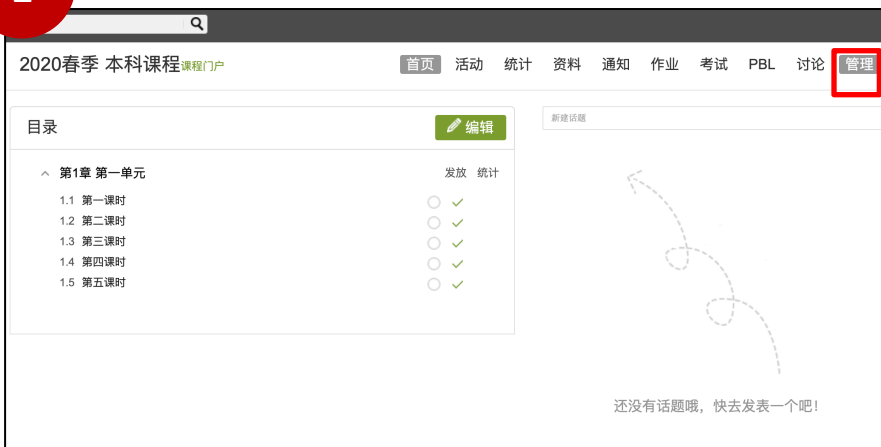 2020春季 本科课程 课程门户
首页 活动 统计 资料 通知 作业 考试 PBL 讨论 管理
目录
编辑
新建话题
第1章 第一单元 发放 统计
1.1 第一课时
1.2 第二课时
1.3 第三课时
1.4 第四课时
1.5 第五课时
还没有话题哦，快去发表一个吧！